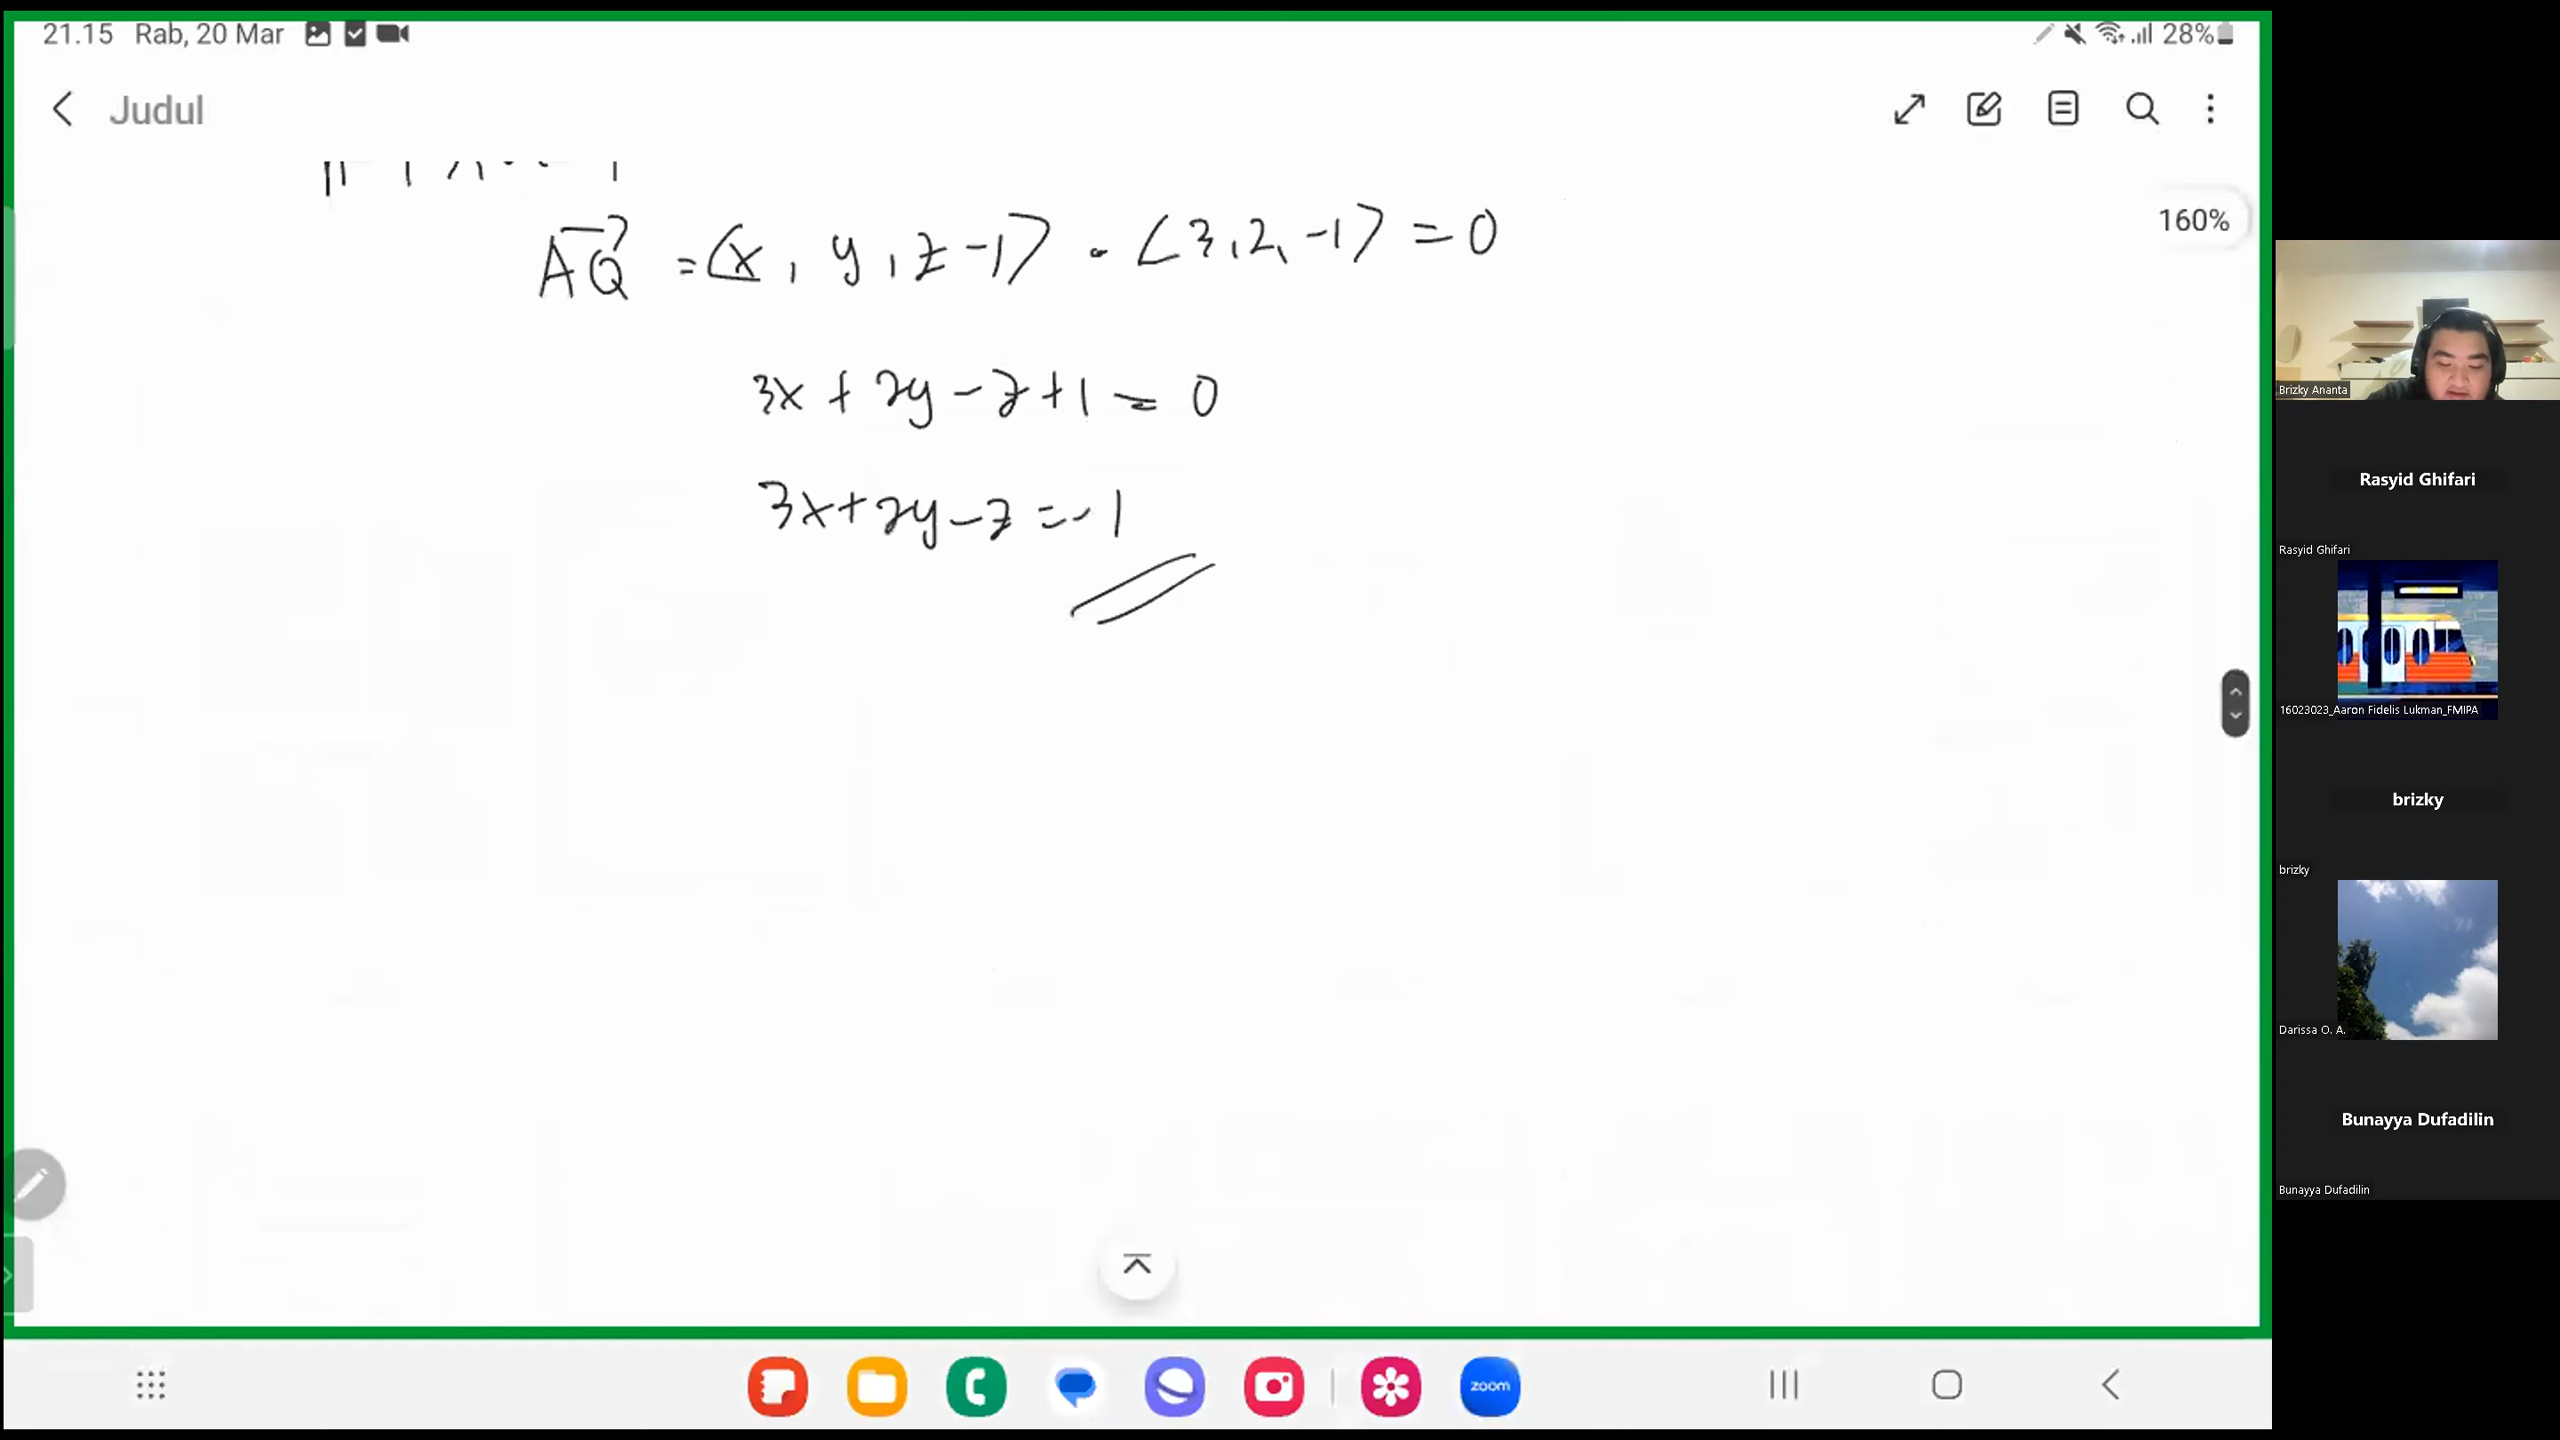 21.15 Rab, 20 Mar
28%
Judul
160%
AQ⃗ = ⟨x, y, z-1⟩ · ⟨3, 2, -1⟩ = 0
3x + 2y - z + 1 = 0
3x + 2y - z = -1
zoom
Brizky Ananta
Rasyid Ghifari
Rasyid Ghifari
16023023_Aaron Fidelis Lukman_FMIPA
brizky
brizky
Darissa O. A.
Bunayya Dufadilin
Bunayya Dufadilin